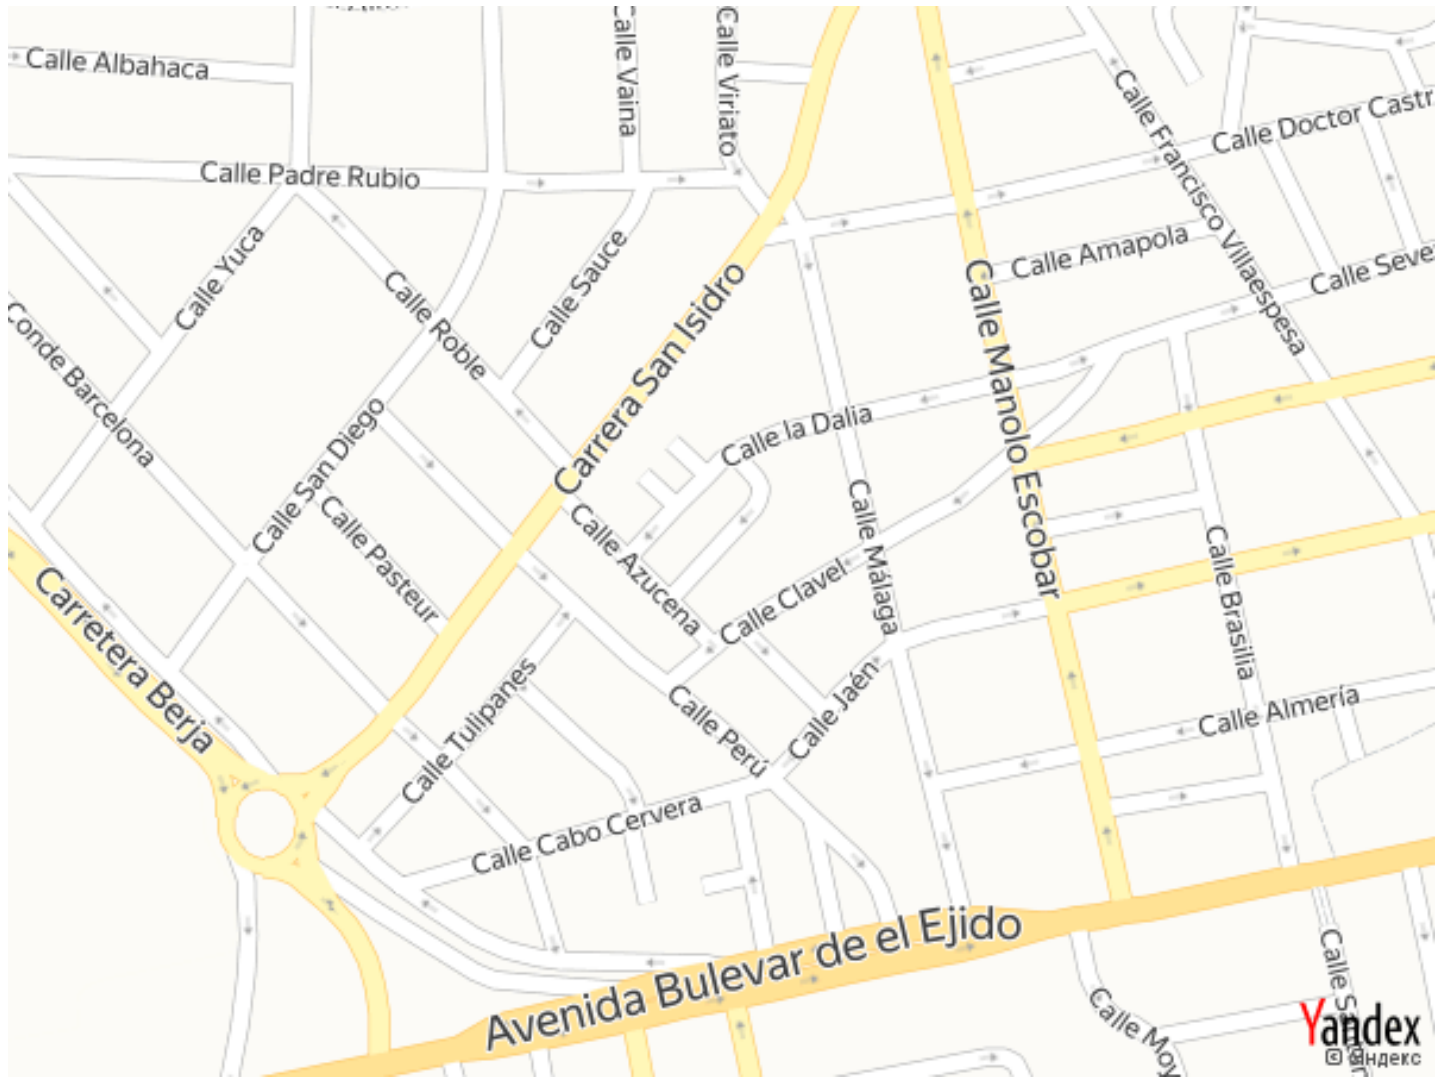 Calle Albahaca
Calle Vaina
Calle Viriato
Calle Padre Rubio
Calle Francisco Villaespesa
Calle Doctor Castr
Calle Yuca
Calle Sauce
Calle Roble
Carrera San Isidro
Calle Amapola
Calle Seve
Calle Manolo Escobar
Conde Barcelona
Calle San Diego
Calle la Dalia
Calle Pasteur
Calle Azucena
Calle Málaga
Calle Clavel
Calle Brasilia
Carretera Berja
Calle Tulipanes
Calle Perú
Calle Jaén
Calle Almería
Calle Cabo Cervera
Avenida Bulevar de el Ejido
Calle Moy
Calle S
Yandex
© Яндекс